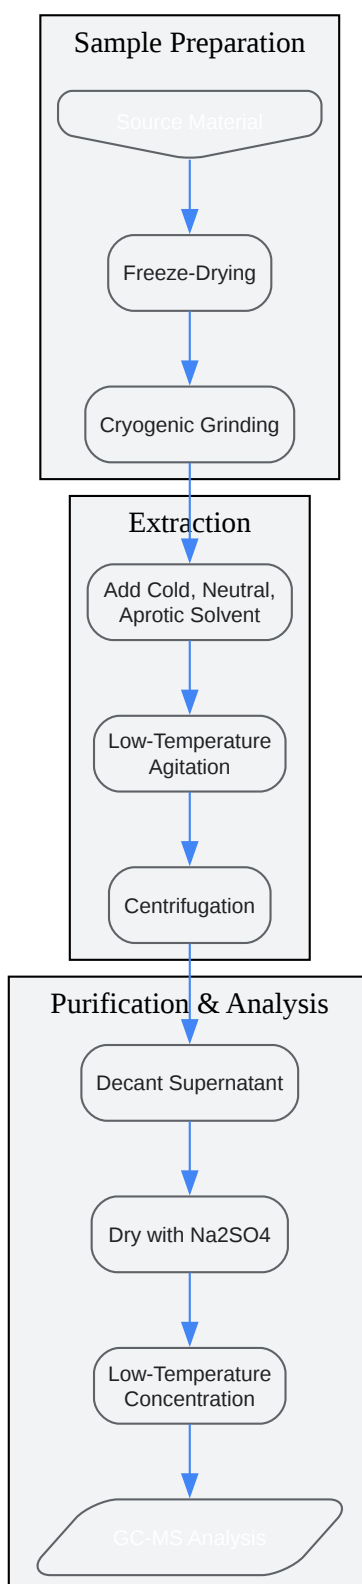 Sample Preparation
Source Material
Freeze-Drying
Cryogenic Grinding
Extraction
Add Cold, Neutral,
Aprotic Solvent
Low-Temperature
Agitation
Centrifugation
Purification & Analysis
Decant Supernatant
Dry with Na2SO4
Low-Temperature
Concentration
GC-MS Analysis